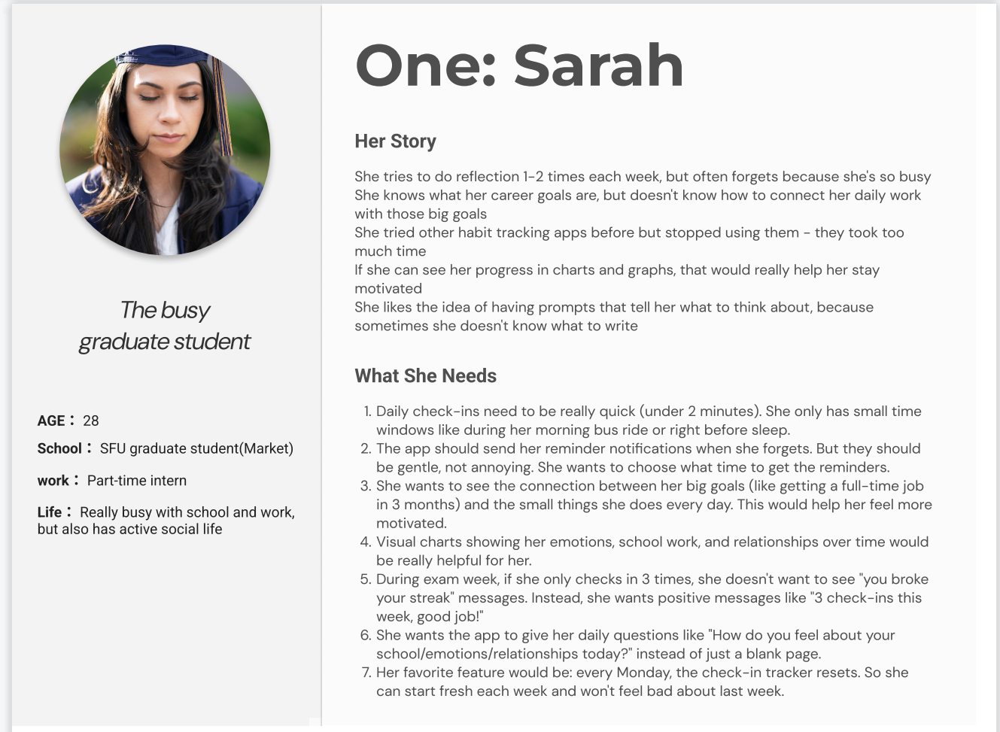 One: Sarah
Her Story
She tries to do reflection 1-2 times each week, but often forgets because she's so busy
She knows what her career goals are, but doesn't know how to connect her daily work
with those big goals
She tried other habit tracking apps before but stopped using them - they took too
much time
If she can see her progress in charts and graphs, that would really help her stay
motivated
She likes the idea of having prompts that tell her what to think about, because
sometimes she doesn't know what to write
The busy
graduate student
AGE： 28
School： SFU graduate student(Market)
work： Part-time intern
Life： Really busy with school and work,
but also has active social life
What She Needs
1. Daily check-ins need to be really quick (under 2 minutes). She only has small time
windows like during her morning bus ride or right before sleep.
2. The app should send her reminder notifications when she forgets. But they should
be gentle, not annoying. She wants to choose what time to get the reminders.
3. She wants to see the connection between her big goals (like getting a full-time job
in 3 months) and the small things she does every day. This would help her feel more
motivated.
4. Visual charts showing her emotions, school work, and relationships over time would
be really helpful for her.
5. During exam week, if she only checks in 3 times, she doesn't want to see "you broke
your streak" messages. Instead, she wants positive messages like "3 check-ins this
week, good job!"
6. She wants the app to give her daily questions like "How do you feel about your
school/emotions/relationships today?" instead of just a blank page.
7. Her favorite feature would be: every Monday, the check-in tracker resets. So she
can start fresh each week and won't feel bad about last week.